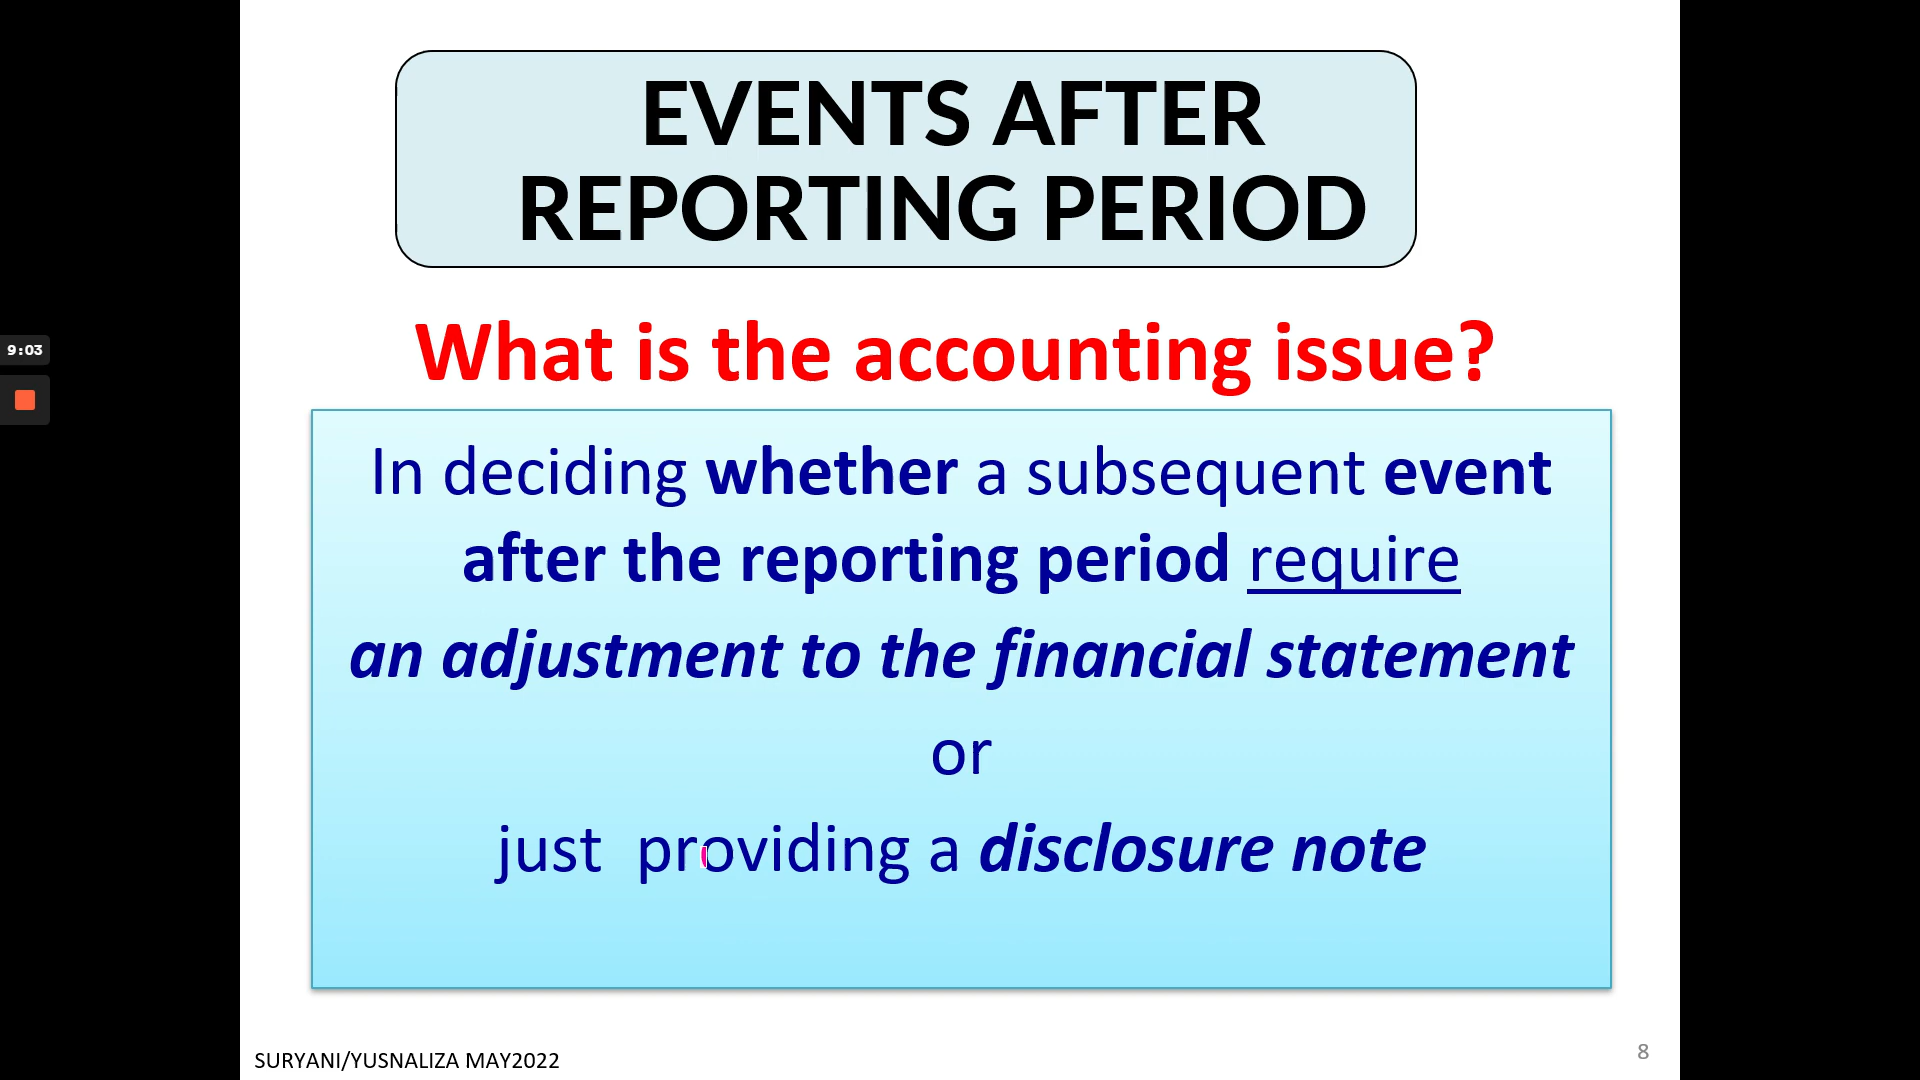 EVENTS AFTER
REPORTING PERIOD
What is the accounting issue?
9:03
In deciding whether a subsequent event
after the reporting period require
an adjustment to the financial statement
or
just providing a disclosure note
SURYANI/YUSNALIZA MAY2022
8